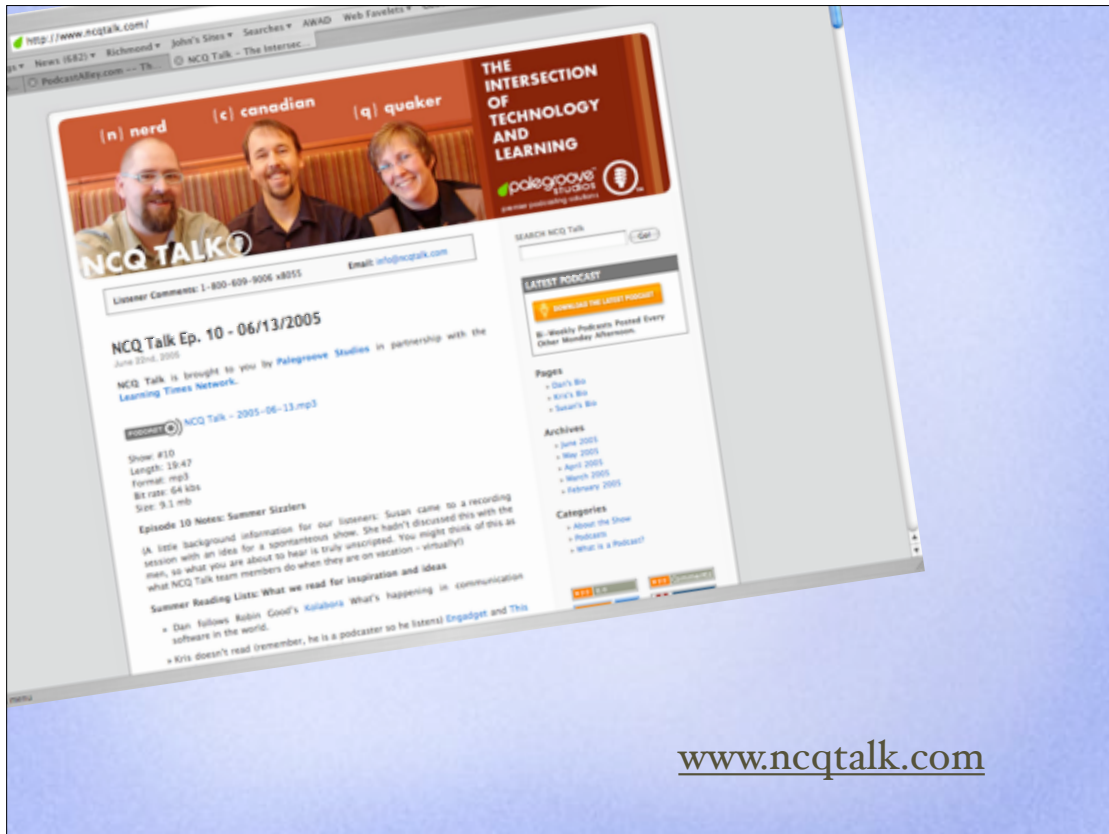 http://www.ncqtalk.com/
News (682) Richmond John's Sites Searches AWAD Web Favelets
PodcastAlley.com -- Th... NCQ Talk - The Intersec...
(n) nerd
(c) canadian
(q) quaker
THE
INTERSECTION
OF
TECHNOLOGY
AND
LEARNING
palegroove
studios
premier podcasting solutions
NCQ TALK
Listener Comments: 1-800-609-9006 x8055 Email: info@ncqtalk.com
NCQ Talk Ep. 10 - 06/13/2005
June 22nd, 2005
NCQ Talk is brought to you by Palegroove Studios in partnership with the
Learning Times Network.
PODCAST NCQ Talk - 2005-06-13.mp3
Show: #10
Length: 19:47
Format: mp3
Bit rate: 64 kbs
Size: 9.1 mb
Episode 10 Notes: Summer Sizzlers
(A little background information for our listeners: Susan came to a recording
session with an idea for a spontanteous show. She hadn't discussed this with the
men, so what you are about to hear is truly unscripted. You might think of this as
what NCQ Talk team members do when they are on vacation - virtually!)
Summer Reading Lists: What we read for inspiration and ideas
» Dan follows Robin Good's Kolabora What's happening in communication
software in the world.
» Kris doesn't read (remember, he is a podcaster so he listens) Engadget and This
SEARCH NCQ Talk
Go!
LATEST PODCAST
DOWNLOAD THE LATEST PODCAST
Bi-Weekly Podcasts Posted Every
Other Monday Afternoon.
Pages
» Dan's Bio
» Kris's Bio
» Susan's Bio
Archives
» June 2005
» May 2005
» April 2005
» March 2005
» February 2005
Categories
» About the Show
» Podcasts
» What is a Podcast?
Comments
menu
www.ncqtalk.com